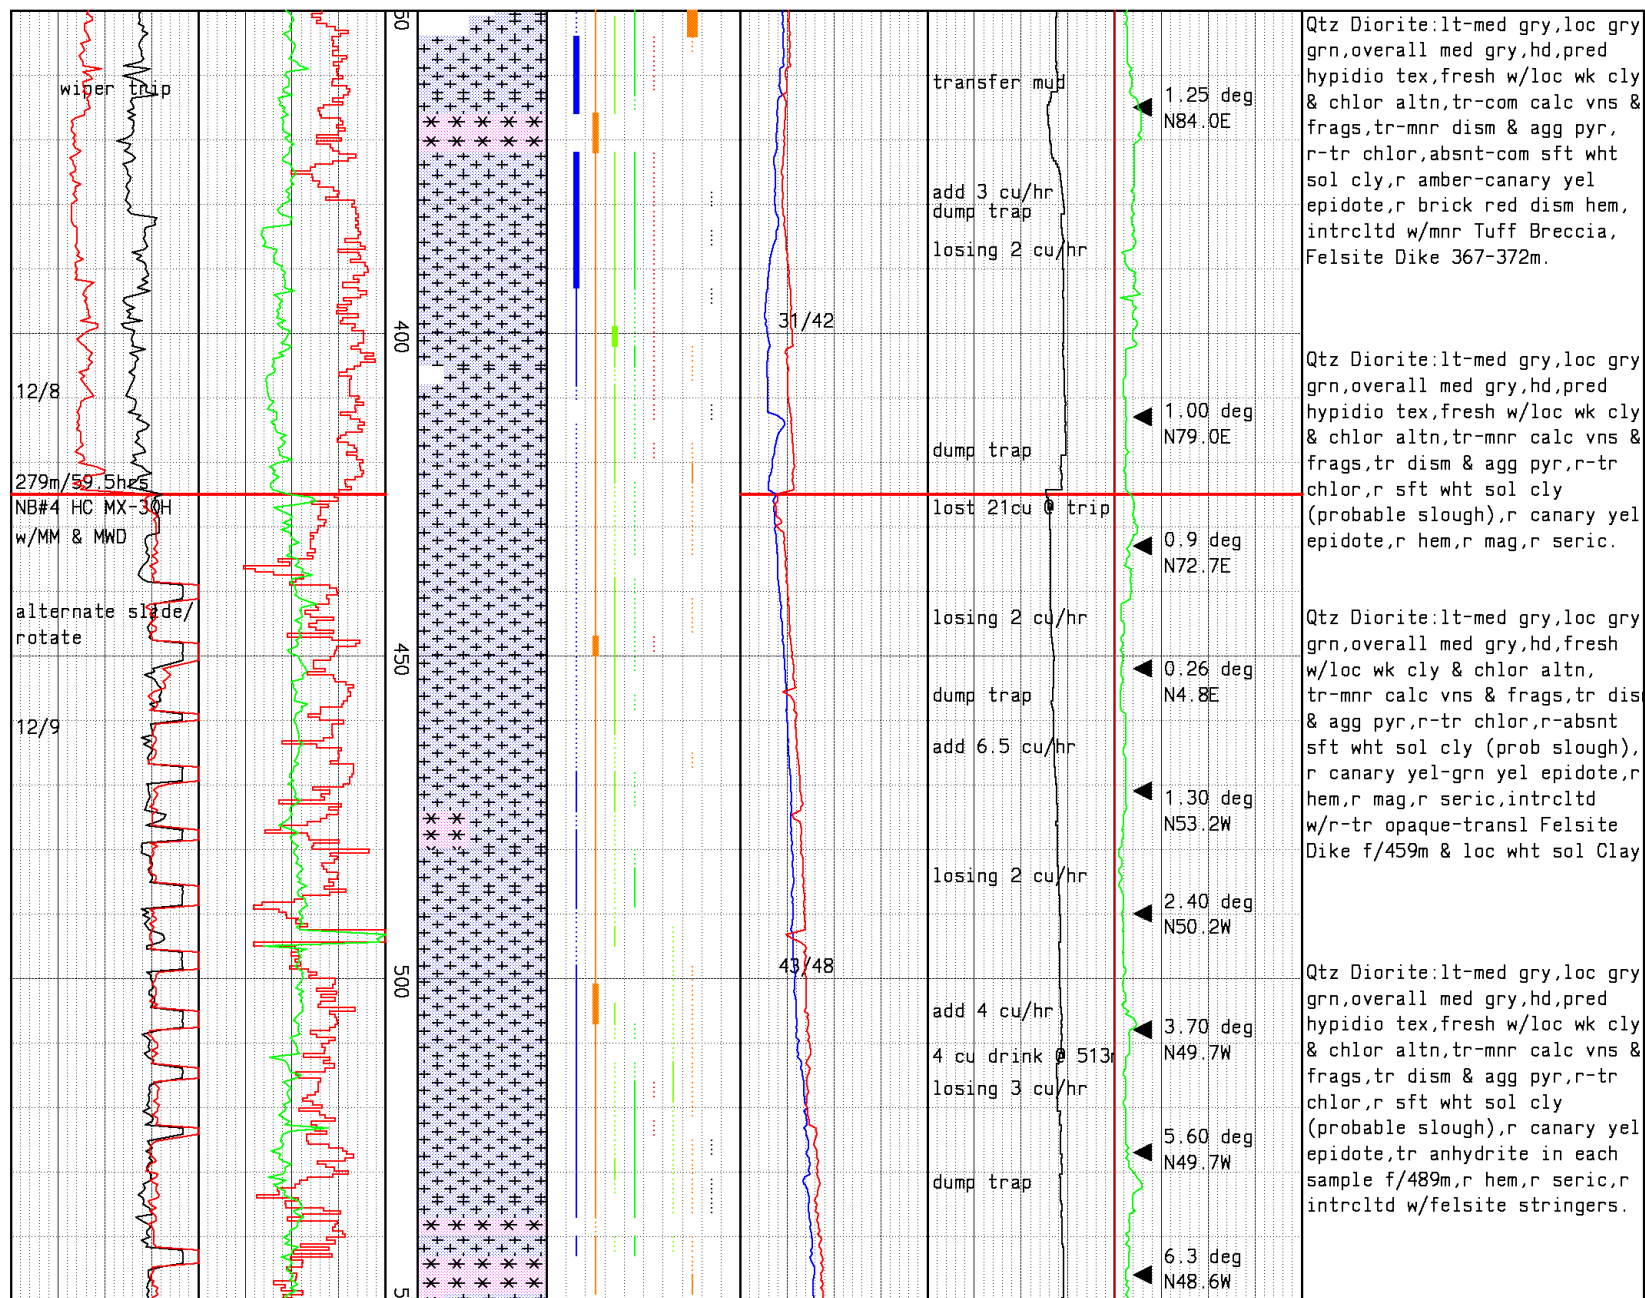 wiper trip
12/8
279m/59.5hrs
NB#4 HC MX-30H
w/MM & MWD
alternate slide/
rotate
12/9
50
400
450
500
5
31/42
43/48
transfer mud
add 3 cu/hr
dump trap
losing 2 cu/hr
dump trap
lost 21cu @ trip
losing 2 cu/hr
dump trap
add 6.5 cu/hr
losing 2 cu/hr
add 4 cu/hr
4 cu drink @ 513m
losing 3 cu/hr
dump trap
1.25 deg
N84.0E
1.00 deg
N79.0E
0.9 deg
N72.7E
0.26 deg
N4.8E
1.30 deg
N53.2W
2.40 deg
N50.2W
3.70 deg
N49.7W
5.60 deg
N49.7W
6.3 deg
N48.6W
Qtz Diorite:lt-med gry,loc gry
grn,overall med gry,hd,pred
hypidio tex,fresh w/loc wk cly
& chlor altn,tr-com calc vns &
frags,tr-mnr dism & agg pyr,
r-tr chlor,absnt-com sft wht
sol cly,r amber-canary yel
epidote,r brick red dism hem,
intrcltd w/mnr Tuff Breccia,
Felsite Dike 367-372m.
Qtz Diorite:lt-med gry,loc gry
grn,overall med gry,hd,pred
hypidio tex,fresh w/loc wk cly
& chlor altn,tr-mnr calc vns &
frags,tr dism & agg pyr,r-tr
chlor,r sft wht sol cly
(probable slough),r canary yel
epidote,r hem,r mag,r seric.
Qtz Diorite:lt-med gry,loc gry
grn,overall med gry,hd,fresh
w/loc wk cly & chlor altn,
tr-mnr calc vns & frags,tr dis
& agg pyr,r-tr chlor,r-absnt
sft wht sol cly (prob slough),
r canary yel-grn yel epidote,r
hem,r mag,r seric,intrcltd
w/r-tr opaque-transl Felsite
Dike f/459m & loc wht sol Clay
Qtz Diorite:lt-med gry,loc gry
grn,overall med gry,hd,pred
hypidio tex,fresh w/loc wk cly
& chlor altn,tr-mnr calc vns &
frags,tr dism & agg pyr,r-tr
chlor,r sft wht sol cly
(probable slough),r canary yel
epidote,tr anhydrite in each
sample f/489m,r hem,r seric,r
intrcltd w/felsite stringers.